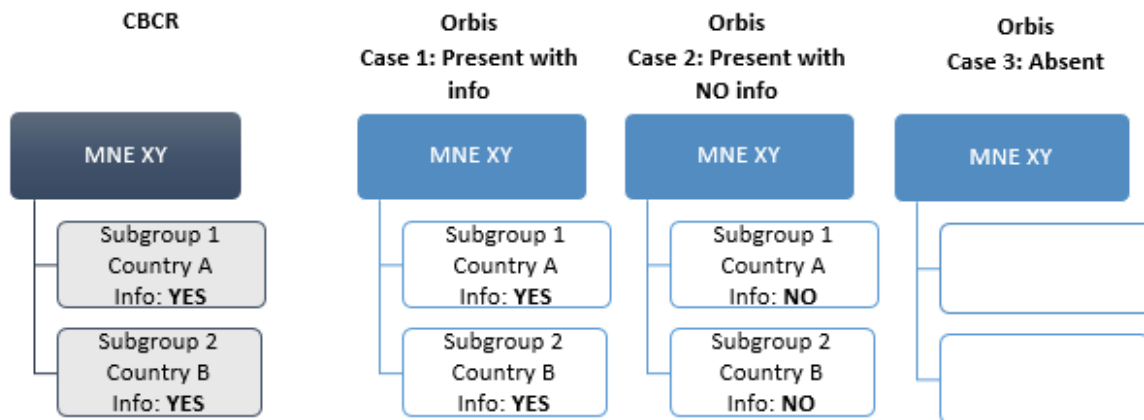 CBCR
Orbis
Case 1: Present with
info
Orbis
Case 2: Present with
NO info
Orbis
Case 3: Absent
MNE XY
Subgroup 1
Country A
Info: YES
Subgroup 2
Country B
Info: YES
MNE XY
Subgroup 1
Country A
Info: YES
Subgroup 2
Country B
Info: YES
MNE XY
Subgroup 1
Country A
Info: NO
Subgroup 2
Country B
Info: NO
MNE XY